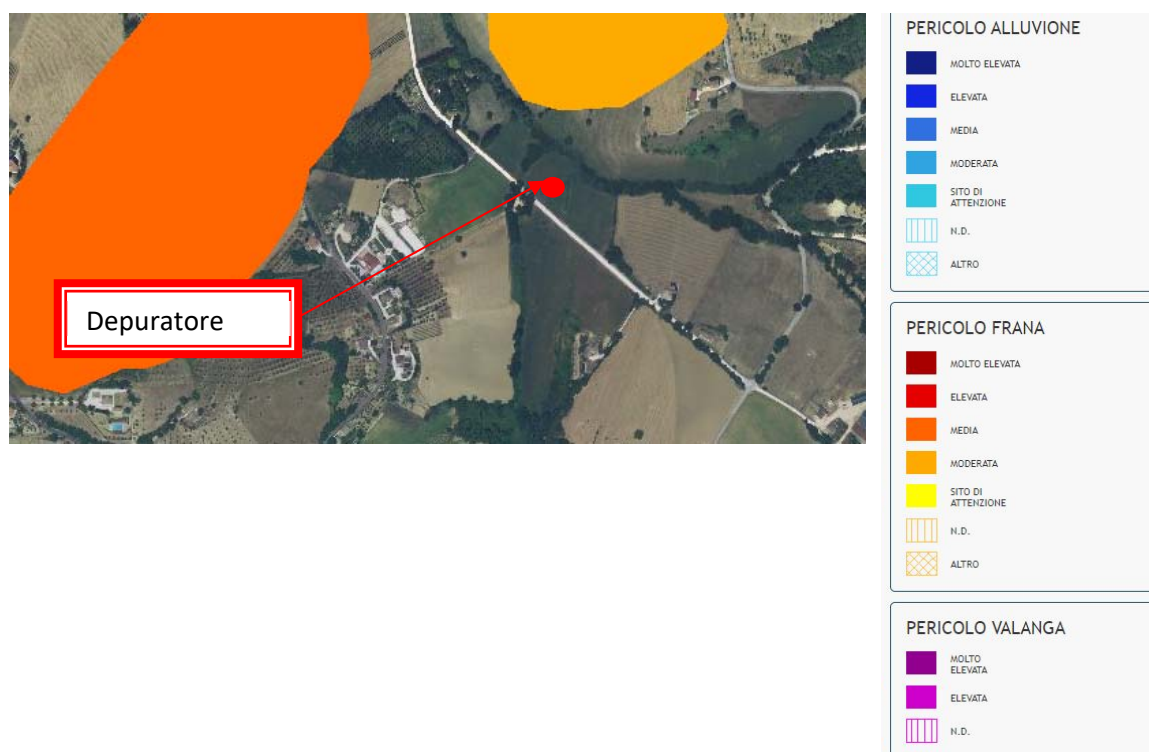 Depuratore
PERICOLO ALLUVIONE
MOLTO ELEVATA
ELEVATA
MEDIA
MODERATA
SITO DI
ATTENZIONE
N.D.
ALTRO
PERICOLO FRANA
MOLTO ELEVATA
ELEVATA
MEDIA
MODERATA
SITO DI
ATTENZIONE
N.D.
ALTRO
PERICOLO VALANGA
MOLTO
ELEVATA
ELEVATA
N.D.